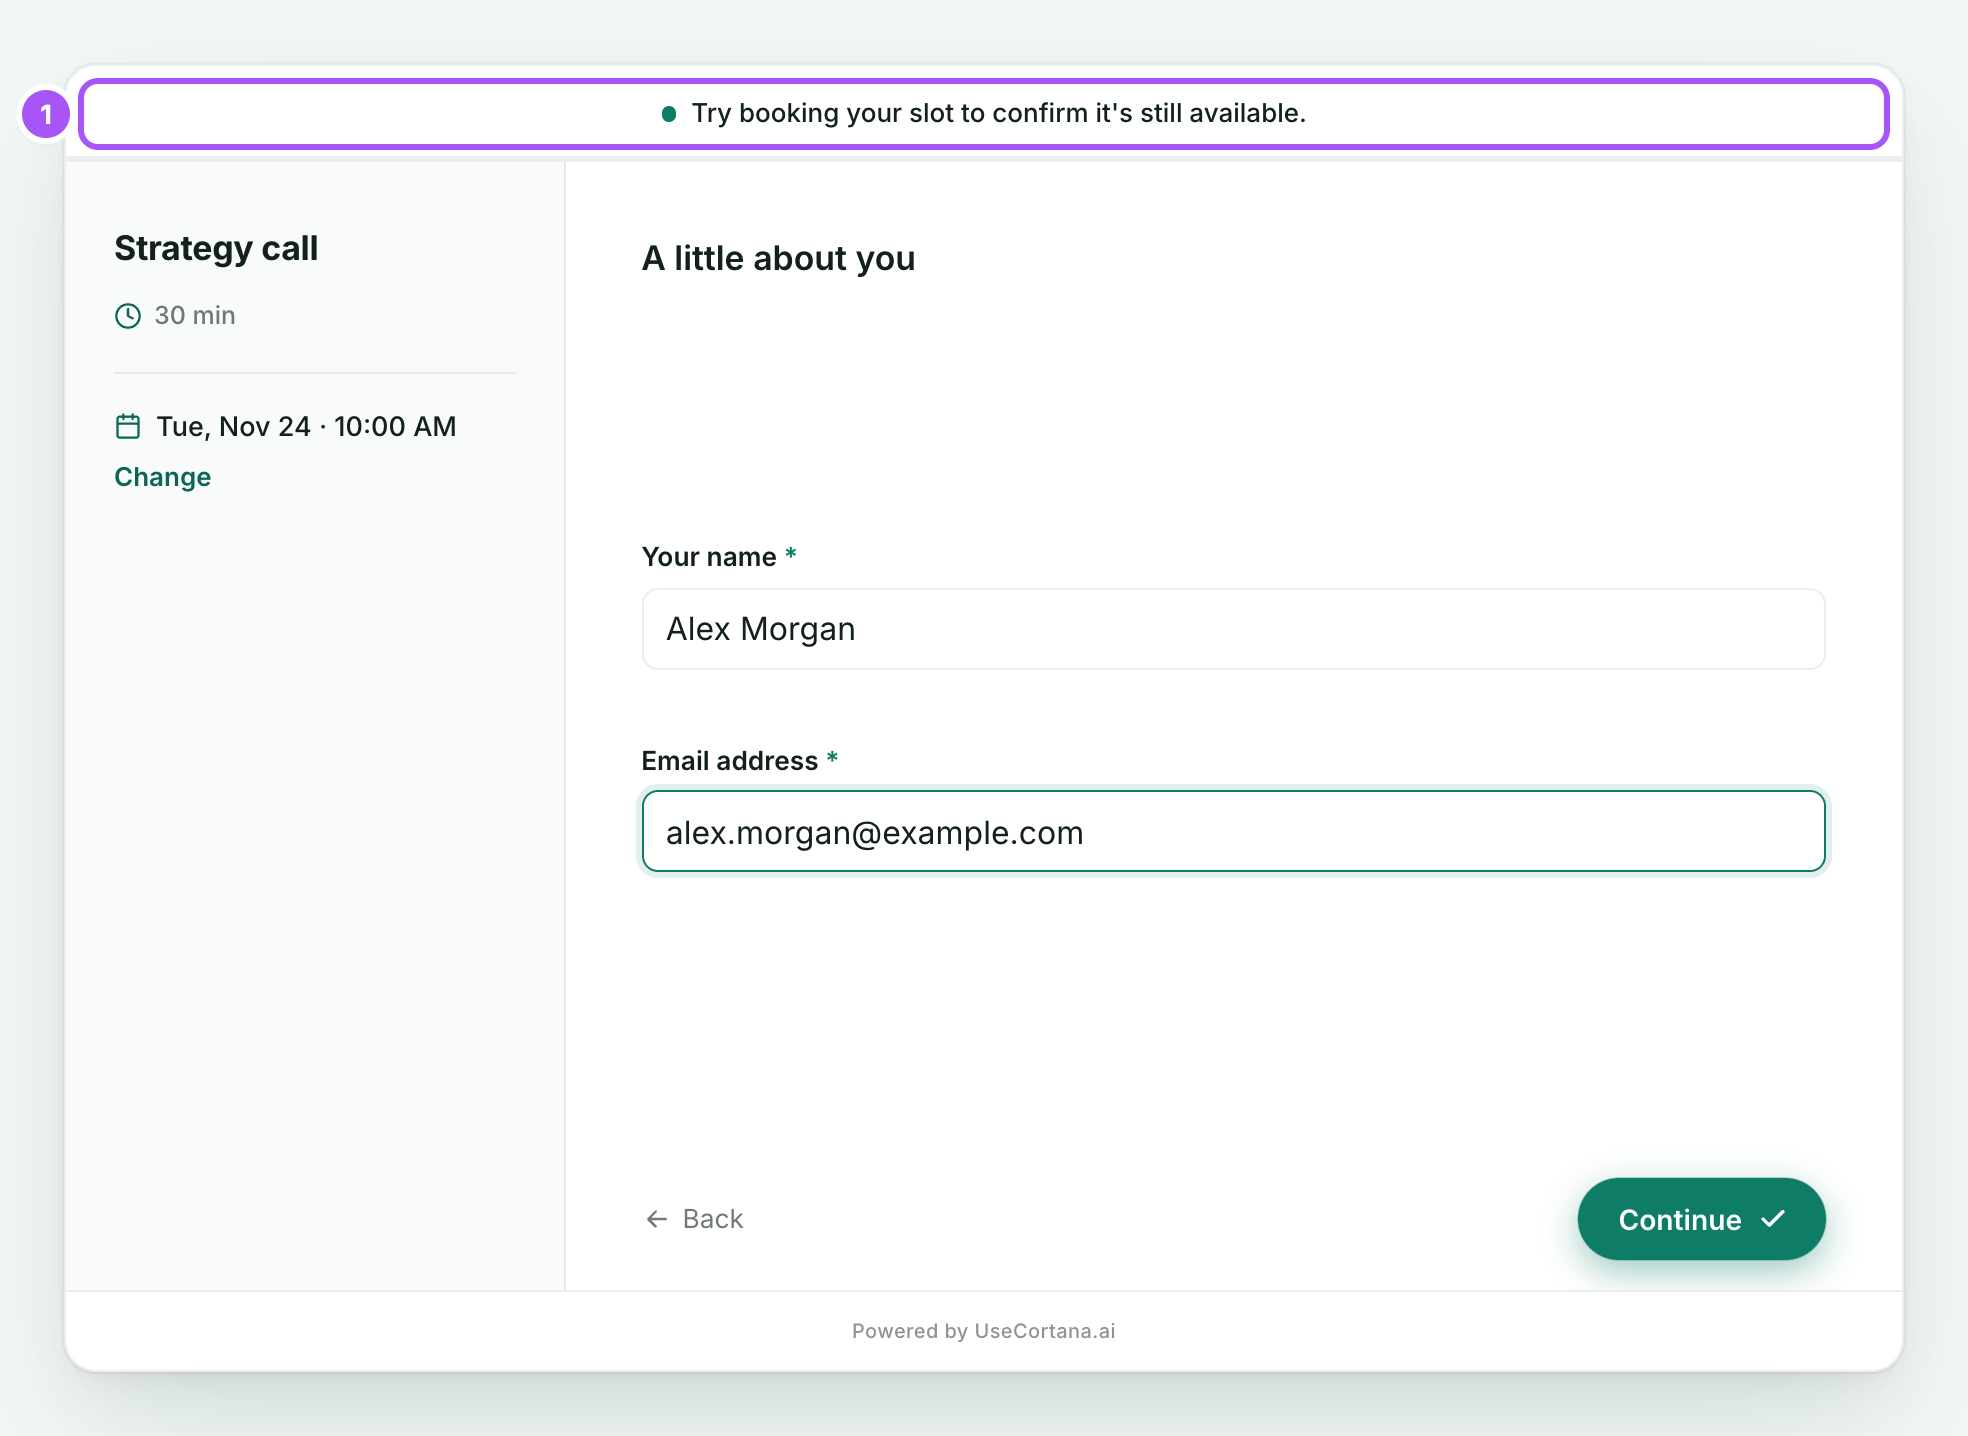 1
Try booking your slot to confirm it's still available.
Strategy call
30 min
Tue, Nov 24 · 10:00 AM
Change
A little about you
Your name *
Alex Morgan
Email address *
alex.morgan@example.com
Back
Continue
Powered by UseCortana.ai